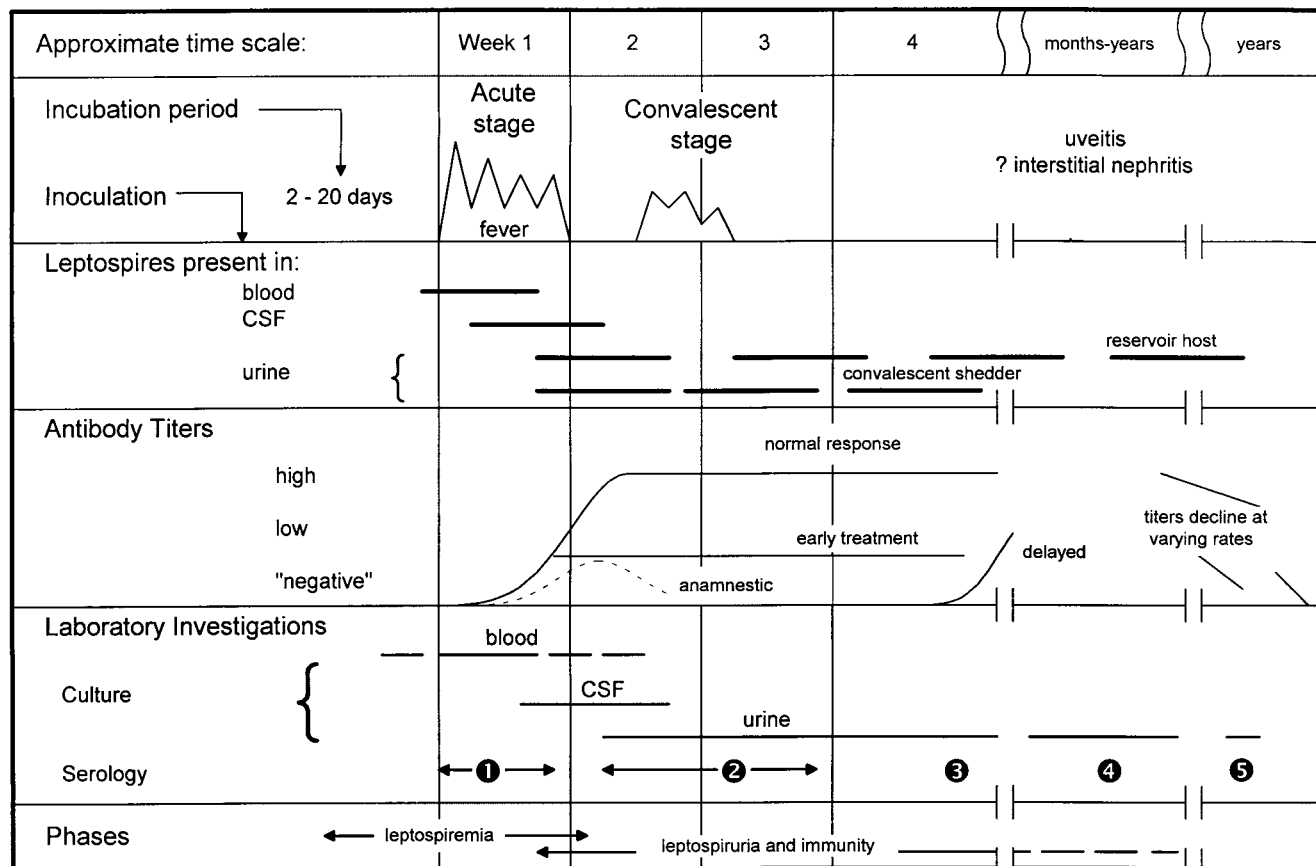 Approximate time scale: Week 1 2 3 4 months-years years
Incubation period
Acute
stage
Convalescent
stage
uveitis
? interstitial nephritis
Inoculation 2 - 20 days
fever
Leptospires present in:
blood
CSF
reservoir host
urine
convalescent shedder
Antibody Titers
normal response
high
low
early treatment
titers decline at
varying rates
delayed
"negative"
anamnestic
Laboratory Investigations
blood
Culture
CSF
urine
Serology ❶ ❷ ❸ ❹ ❺
Phases
leptospiremia
leptospiruria and immunity